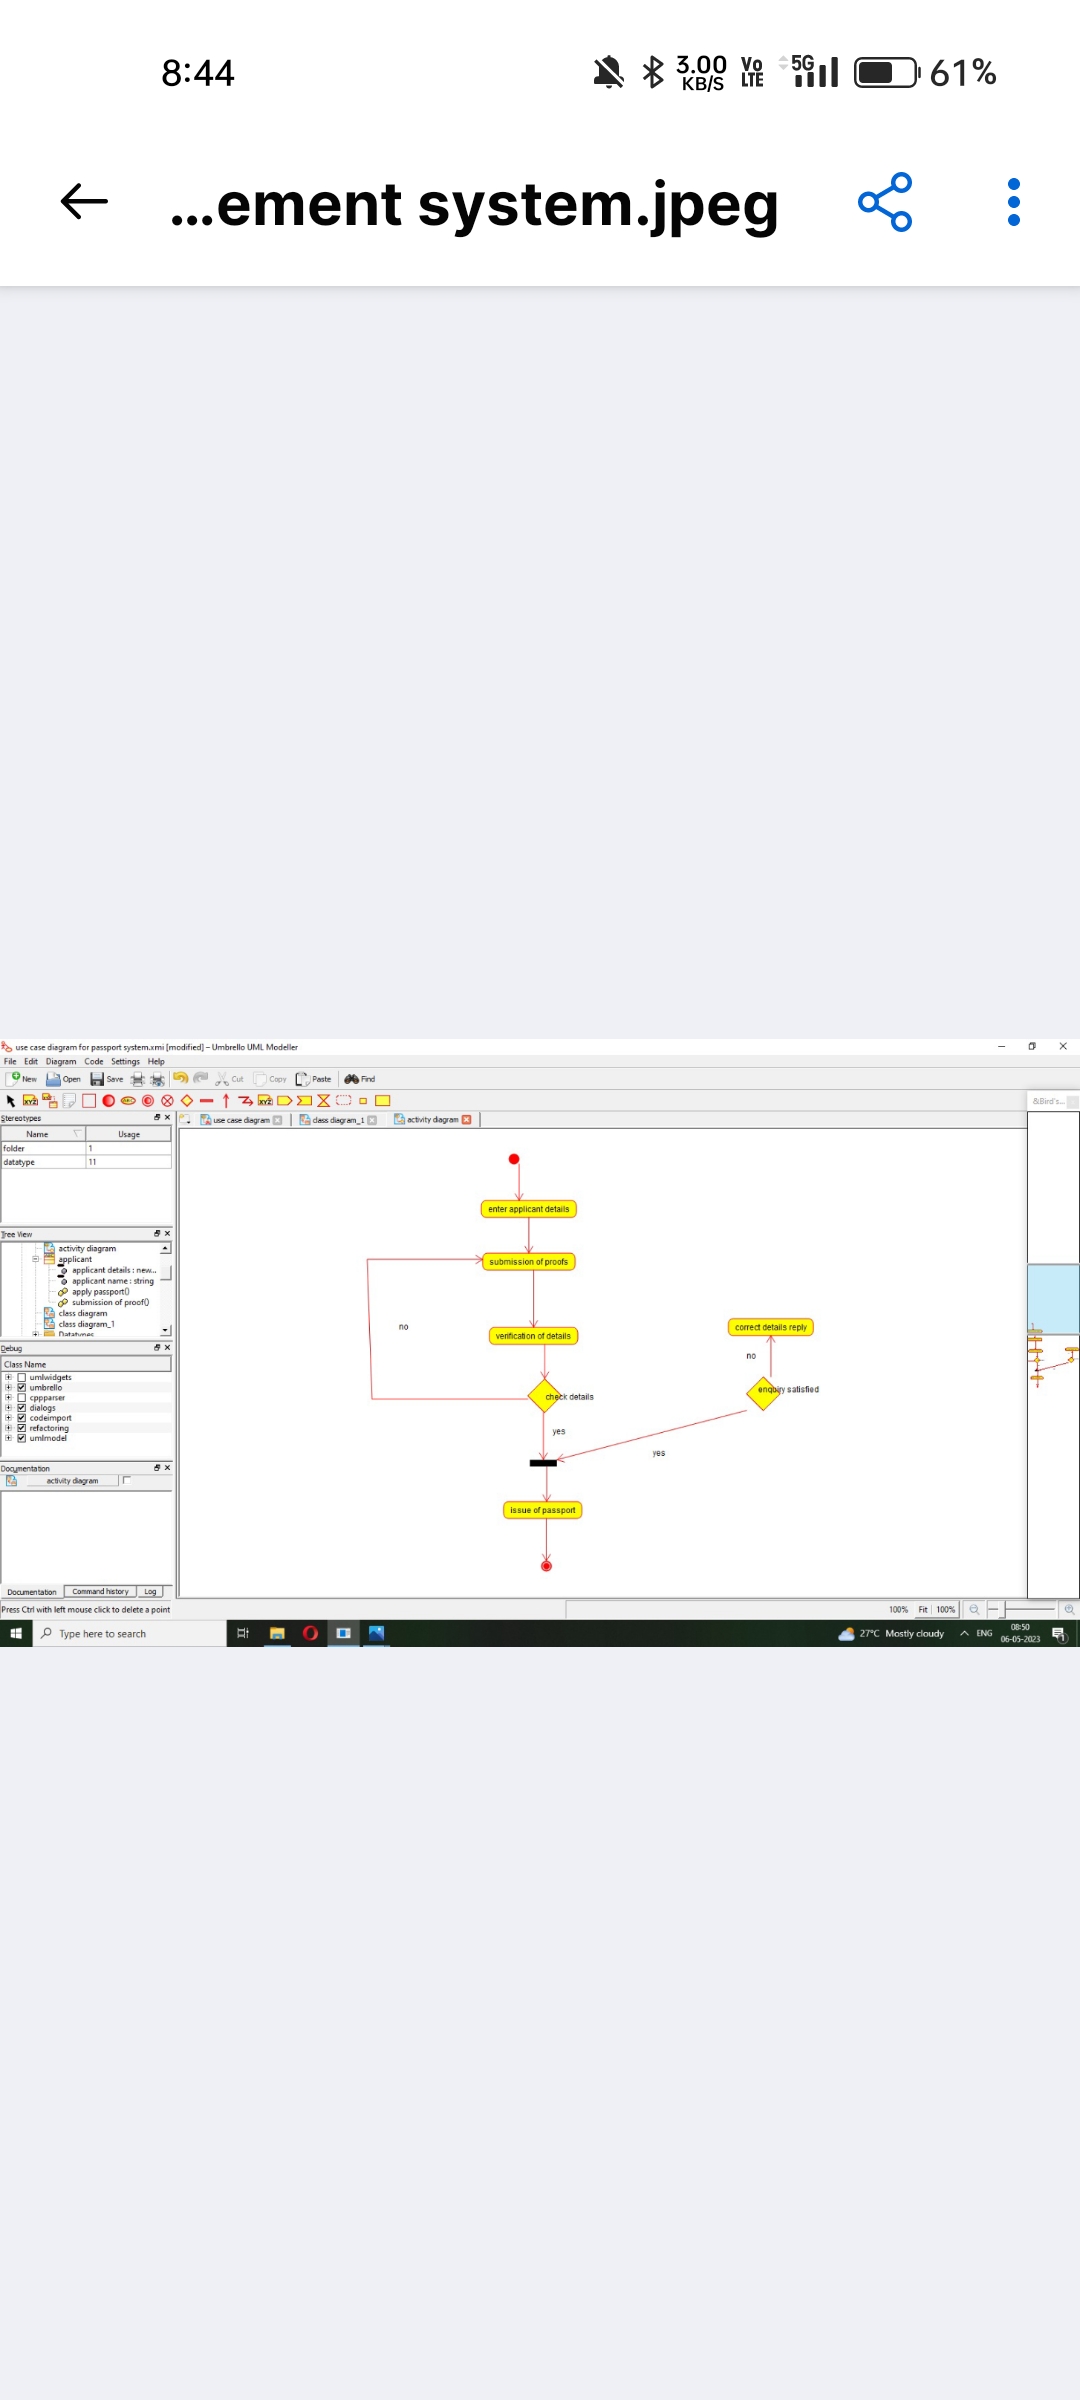 8:44
3.00 KB/S Vo LTE 5G 61%
...ement system.jpeg
use case diagram for passport system.xmi [modified] – Umbrello UML Modeller
File Edit Diagram Code Settings Help
New Open Save Cut Copy Paste Find
&Bird's...
Stereotypes
use case diagram class diagram_1 activity diagram
Name Usage
folder 1
datatype 11
Tree View
activity diagram
applicant
applicant details : new...
applicant name : string
apply passport()
submission of proof()
class diagram
class diagram_1
Datatypes
Debug
Class Name
umlwidgets
umbrello
cppparser
dialogs
codeimport
refactoring
umlmodel
Documentation
activity diagram
Documentation Command history Log
enter applicant details
submission of proofs
no
verification of details
correct details reply
no
check details
enquiry satisfied
yes
yes
issue of passport
Press Ctrl with left mouse click to delete a point
100% Fit 100%
Type here to search
27°C Mostly cloudy ENG
08:50
06-05-2023